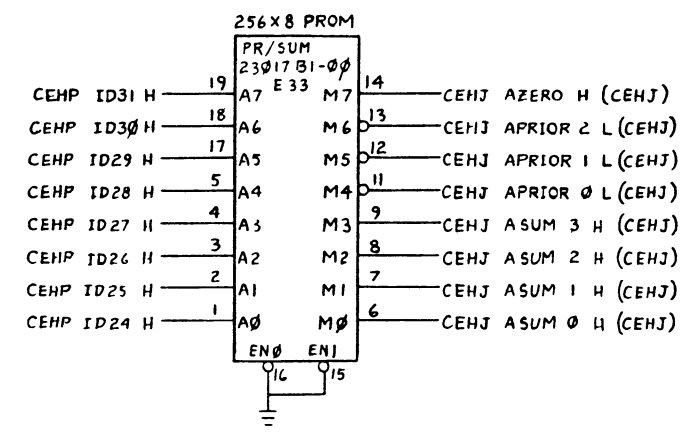 256×8 PROM
PR/SUM
23Ø17 B1-ØØ
E 33
CEHP ID31 H 19 A7 M7 14 CEHJ AZERO H (CEHJ)
CEHP ID3Ø H 18 A6 M6 13 CEHJ APRIOR 2 L (CEHJ)
CEHP ID29 H 17 A5 M5 12 CEHJ APRIOR 1 L (CEHJ)
CEHP ID28 H 5 A4 M4 11 CEHJ APRIOR Ø L (CEHJ)
CEHP ID27 H 4 A3 M3 9 CEHJ ASUM 3 H (CEHJ)
CEHP ID26 H 3 A2 M2 8 CEHJ ASUM 2 H (CEHJ)
CEHP ID25 H 2 A1 M1 7 CEHJ ASUM 1 H (CEHJ)
CEHP ID24 H 1 AØ MØ 6 CEHJ ASUM Ø H (CEHJ)
ENØ EN1
16 15